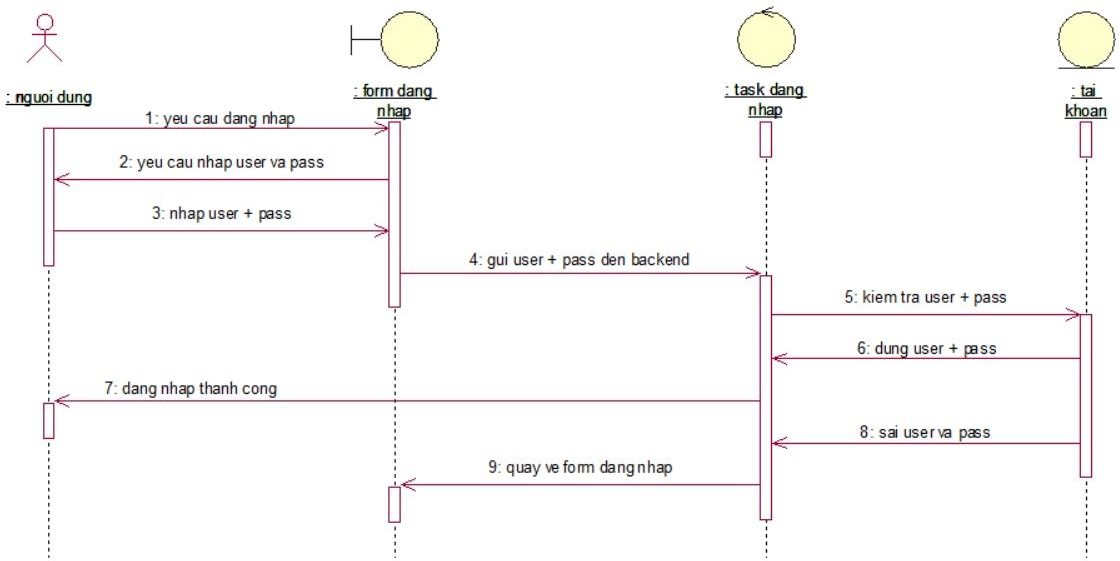 : nguoi dung
: form dang
nhap
: task dang
nhap
: tai
khoan
1: yeu cau dang nhap
2: yeu cau nhap user va pass
3: nhap user + pass
4: gui user + pass den backend
5: kiem tra user + pass
6: dung user + pass
7: dang nhap thanh cong
8: sai user va pass
9: quay ve form dang nhap